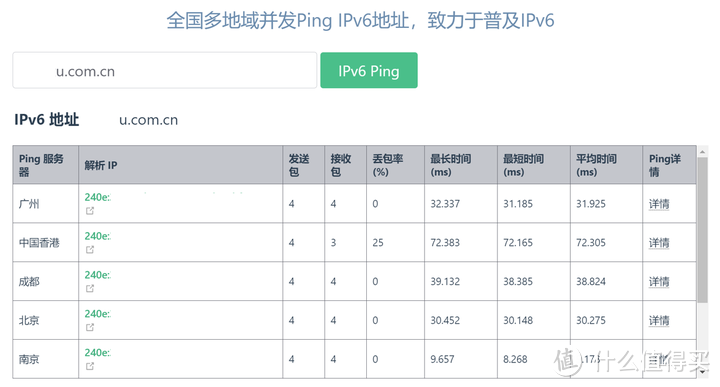 全国多地域并发Ping IPv6地址，致力于普及IPv6
u.com.cn IPv6 Ping
IPv6 地址 u.com.cn
Ping 服务器 解析 IP 发送包 接收包 丢包率(%) 最长时间(ms) 最短时间(ms) 平均时间(ms) Ping详情
广州 240e: 4 4 0 32.337 31.185 31.925 详情
中国香港 240e: 4 3 25 72.383 72.165 72.305 详情
成都 240e: 4 4 0 39.132 38.385 38.824 详情
北京 240e: 4 4 0 30.452 30.148 30.275 详情
南京 240e: 4 4 0 9.657 8.268
值 什么值得买